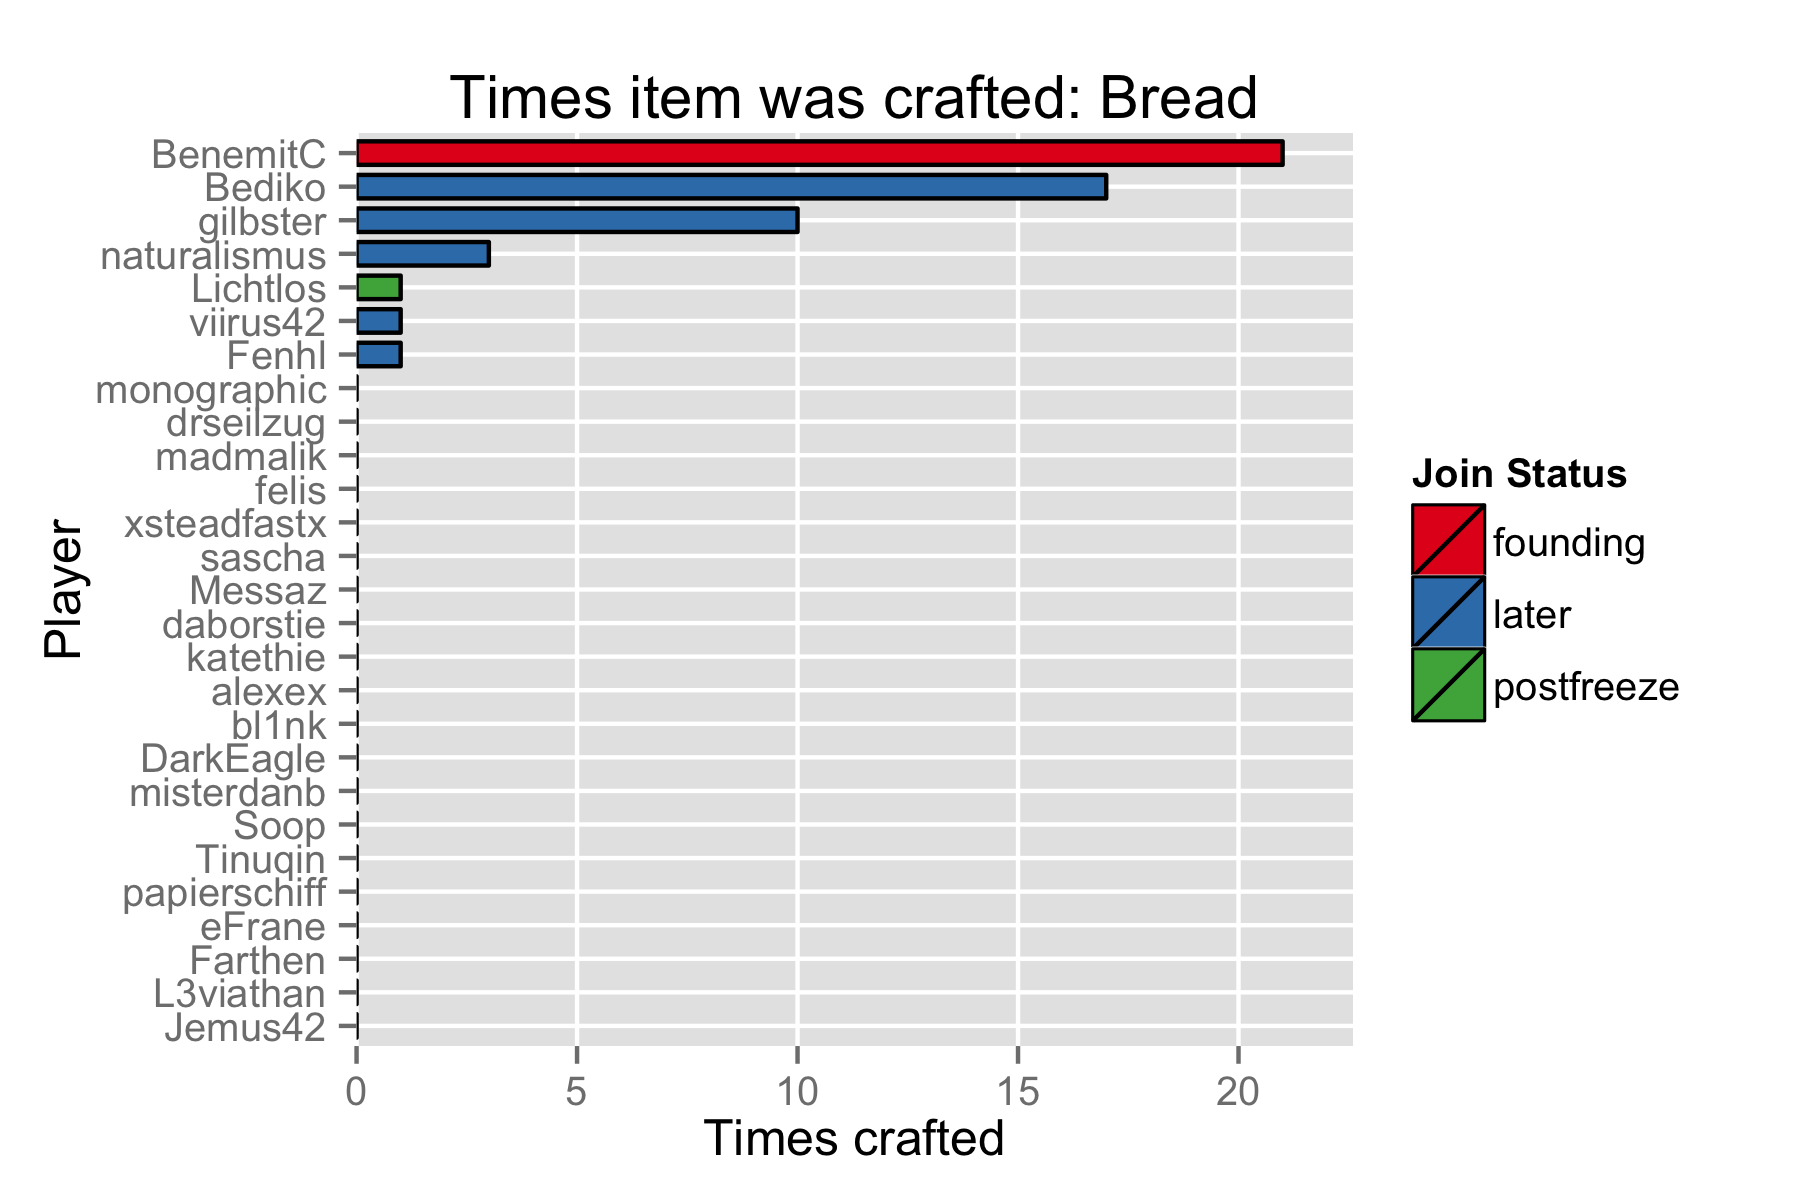 Times item was crafted: Bread
BenemitC
Bediko
gilbster
naturalismus
Lichtlos
viirus42
Fenhl
monographic
drseilzug
madmalik
felis
xsteadfastx
sascha
Messaz
daborstie
katethie
alexex
bl1nk
DarkEagle
misterdanb
Soop
Tinuqin
papierschiff
eFrane
Farthen
L3viathan
Jemus42
Player
0 5 10 15 20
Times crafted
Join Status
founding
later
postfreeze